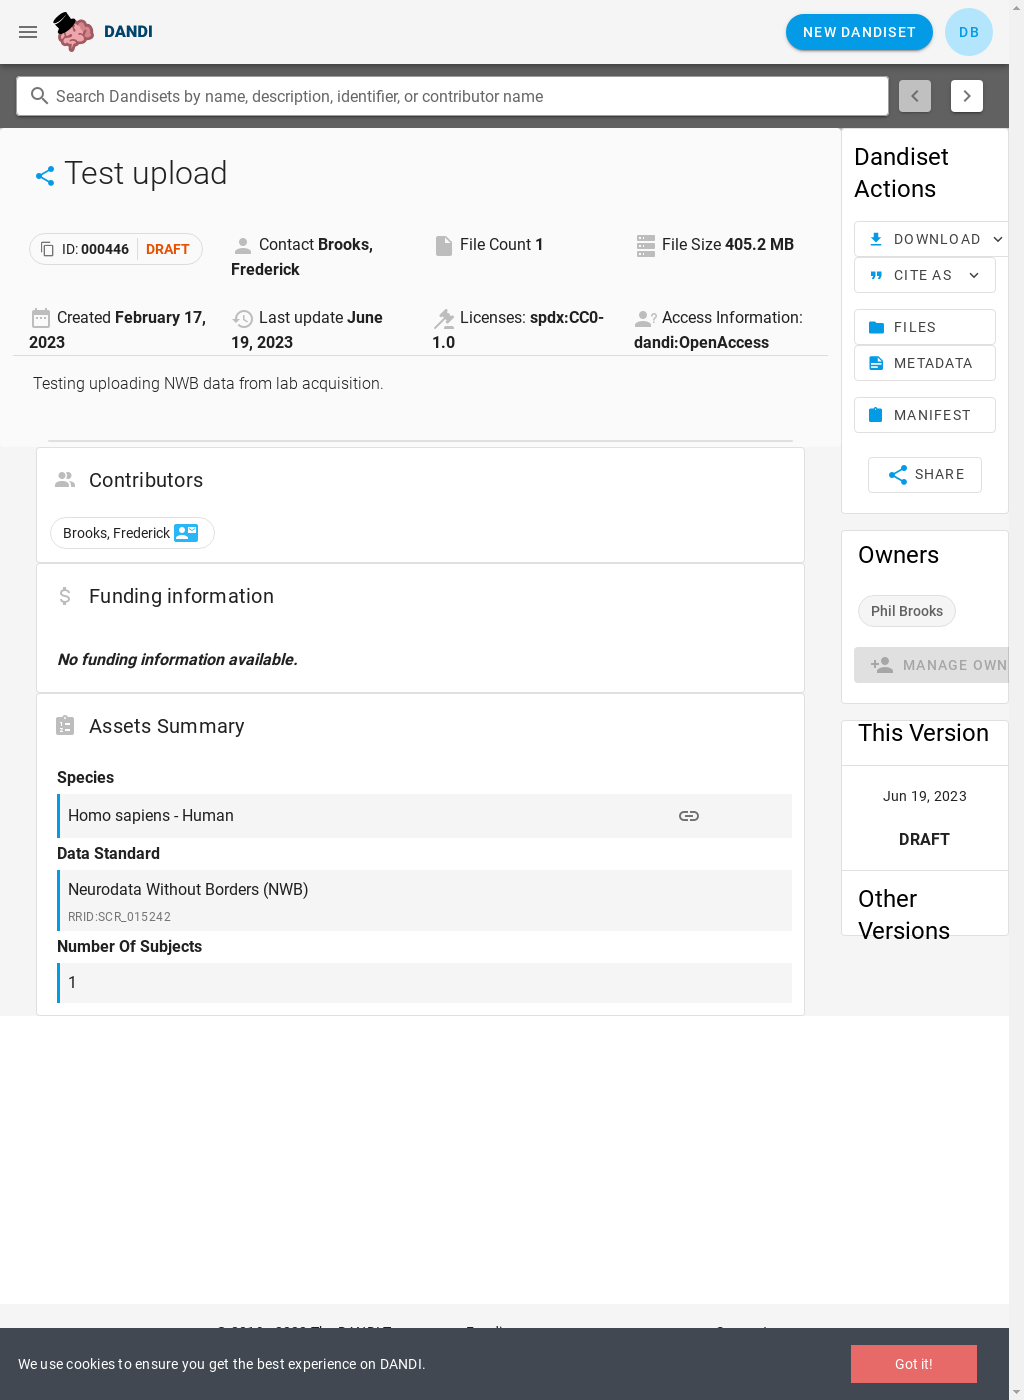 DANDI
NEW DANDISET
DB
Search Dandisets by name, description, identifier, or contributor name
Test upload
ID: 000446 DRAFT
Contact Brooks,
Frederick
File Count 1
File Size 405.2 MB
Created February 17,
2023
Last update June
19, 2023
Licenses: spdx:CC0-
1.0
Access Information:
dandi:OpenAccess
Testing uploading NWB data from lab acquisition.
Contributors
Brooks, Frederick
Funding information
No funding information available.
Assets Summary
Species
Homo sapiens - Human
Data Standard
Neurodata Without Borders (NWB)
RRID:SCR_015242
Number Of Subjects
1
Dandiset
Actions
DOWNLOAD
CITE AS
FILES
METADATA
MANIFEST
SHARE
Owners
Phil Brooks
MANAGE OWN
This Version
Jun 19, 2023
DRAFT
Other
Versions
We use cookies to ensure you get the best experience on DANDI.
Got it!